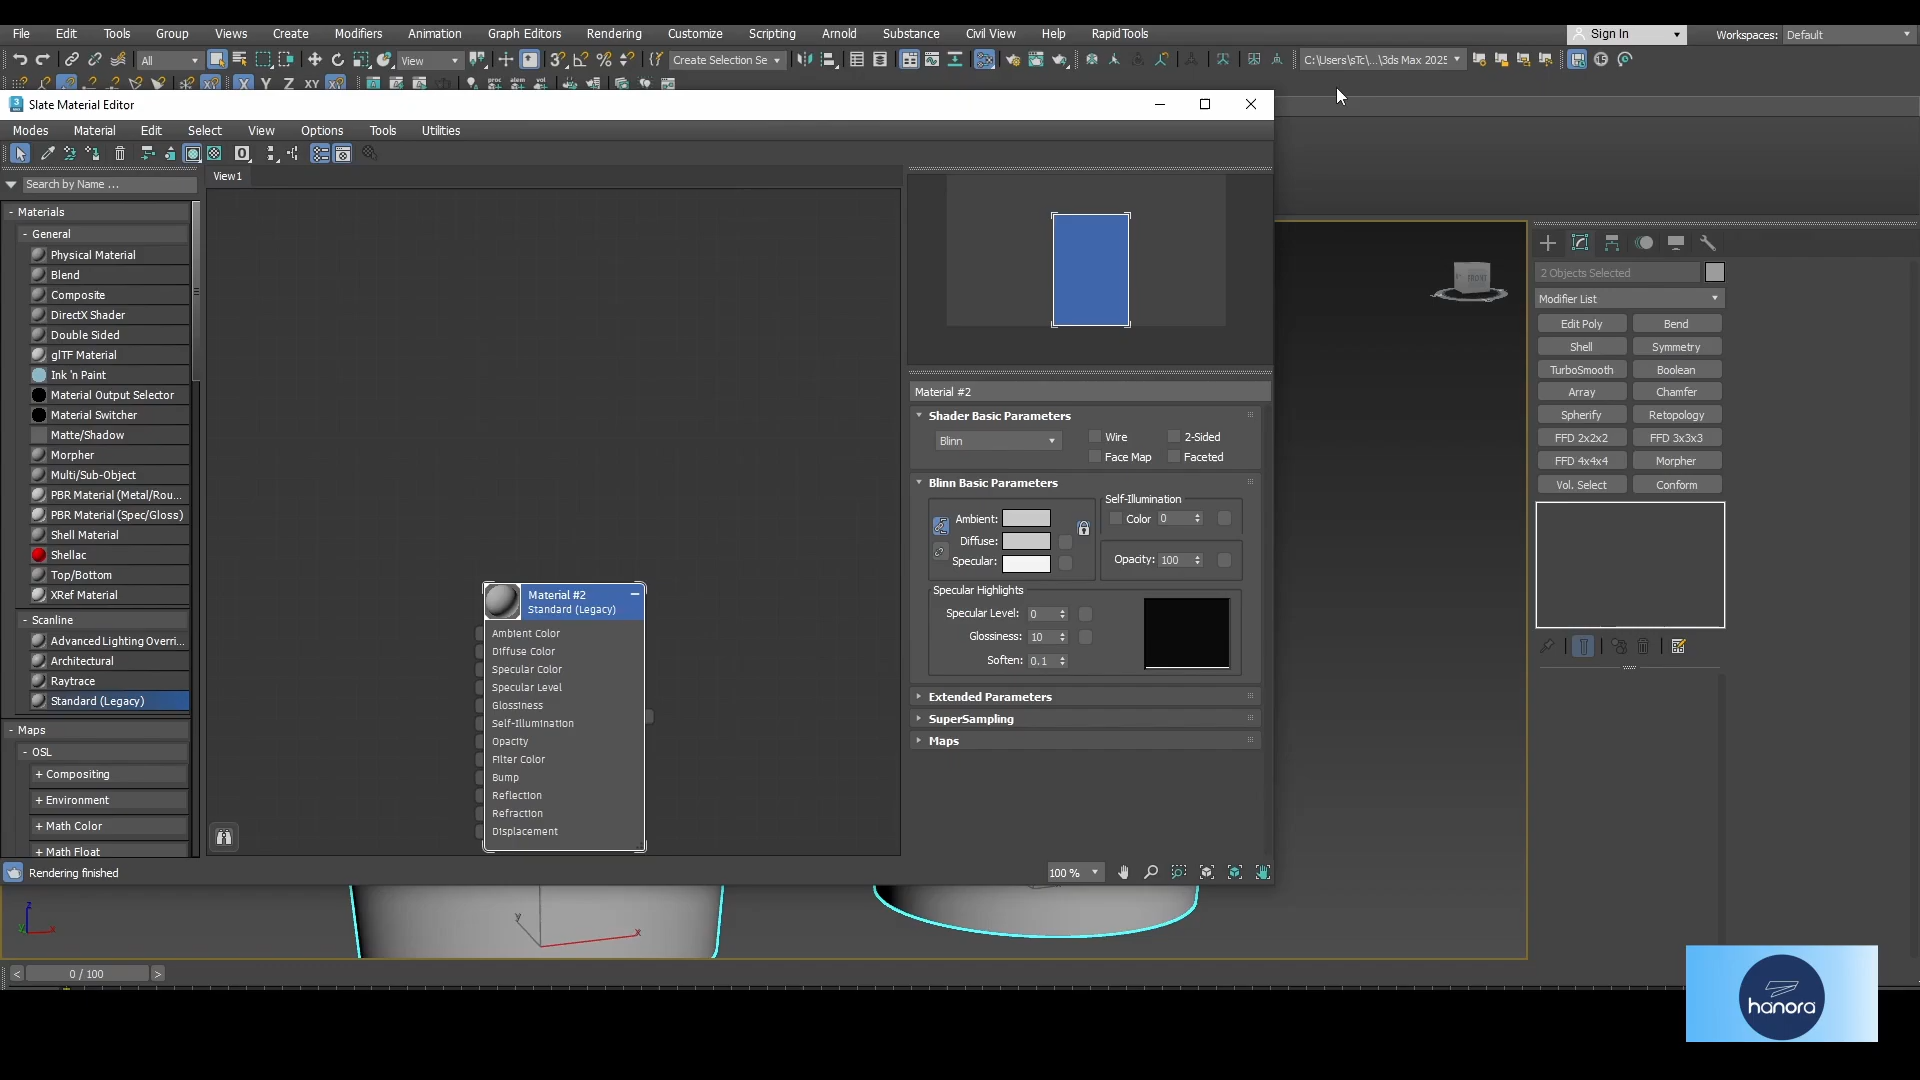 File Edit Tools Group Views Create Modifiers Animation Graph Editors Rendering Customize Scripting Arnold Substance Civil View Help RapidTools Sign In Workspaces: Default
All View Create Selection Se C:\Users\sTc\...\3ds Max 2025
X Y Z XY
Slate Material Editor
Modes Material Edit Select View Options Tools Utilities
Search by Name ...
View1
- Materials
- General
Physical Material
Blend
Composite
DirectX Shader
Double Sided
glTF Material
Ink 'n Paint
Material Output Selector
Material Switcher
Matte/Shadow
Morpher
Multi/Sub-Object
PBR Material (Metal/Rou...
PBR Material (Spec/Gloss)
Shell Material
Shellac
Top/Bottom
XRef Material
- Scanline
Advanced Lighting Overri...
Architectural
Raytrace
Standard (Legacy)
- Maps
- OSL
+ Compositing
+ Environment
+ Math Color
+ Math Float
Rendering finished
Material #2
Standard (Legacy)
Ambient Color
Diffuse Color
Specular Color
Specular Level
Glossiness
Self-Illumination
Opacity
Filter Color
Bump
Reflection
Refraction
Displacement
Material #2
Shader Basic Parameters
Blinn Wire 2-Sided
Face Map Faceted
Blinn Basic Parameters
Self-Illumination
Ambient: Color 0
Diffuse:
Specular: Opacity: 100
Specular Highlights
Specular Level: 0
Glossiness: 10
Soften: 0.1
Extended Parameters
SuperSampling
Maps
100 %
FRONT
2 Objects Selected
Modifier List
Edit Poly Bend
Shell Symmetry
TurboSmooth Boolean
Array Chamfer
Spherify Retopology
FFD 2x2x2 FFD 3x3x3
FFD 4x4x4 Morpher
Vol. Select Conform
z
y x
y x
< 0 / 100 >
hanora